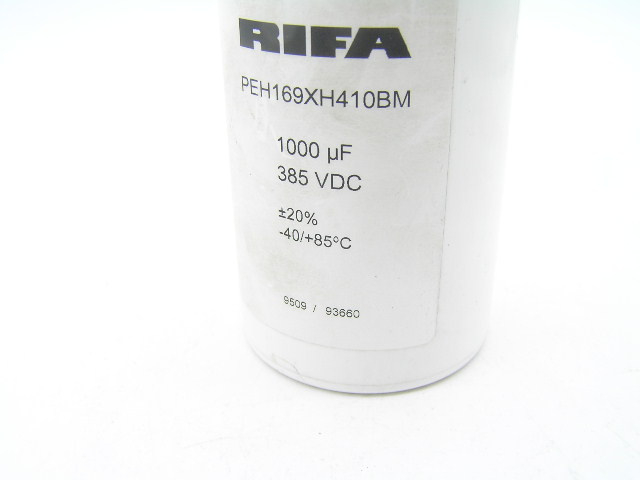 RIFA
PEH169XH410BM
1000 µF
385 VDC
±20%
-40/+85°C
9509 / 93660